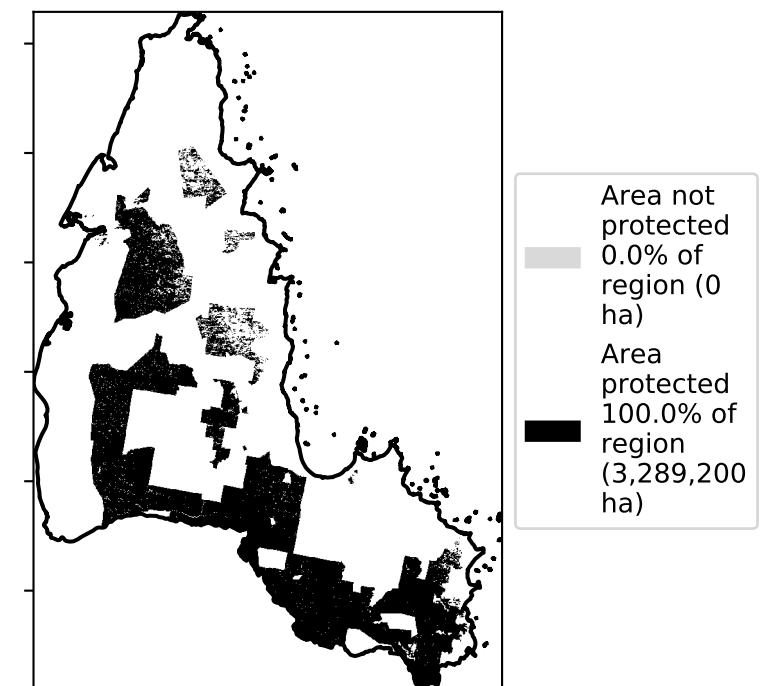 Area not
protected
0.0% of
region (0
ha)
Area
protected
100.0% of
region
(3,289,200
ha)